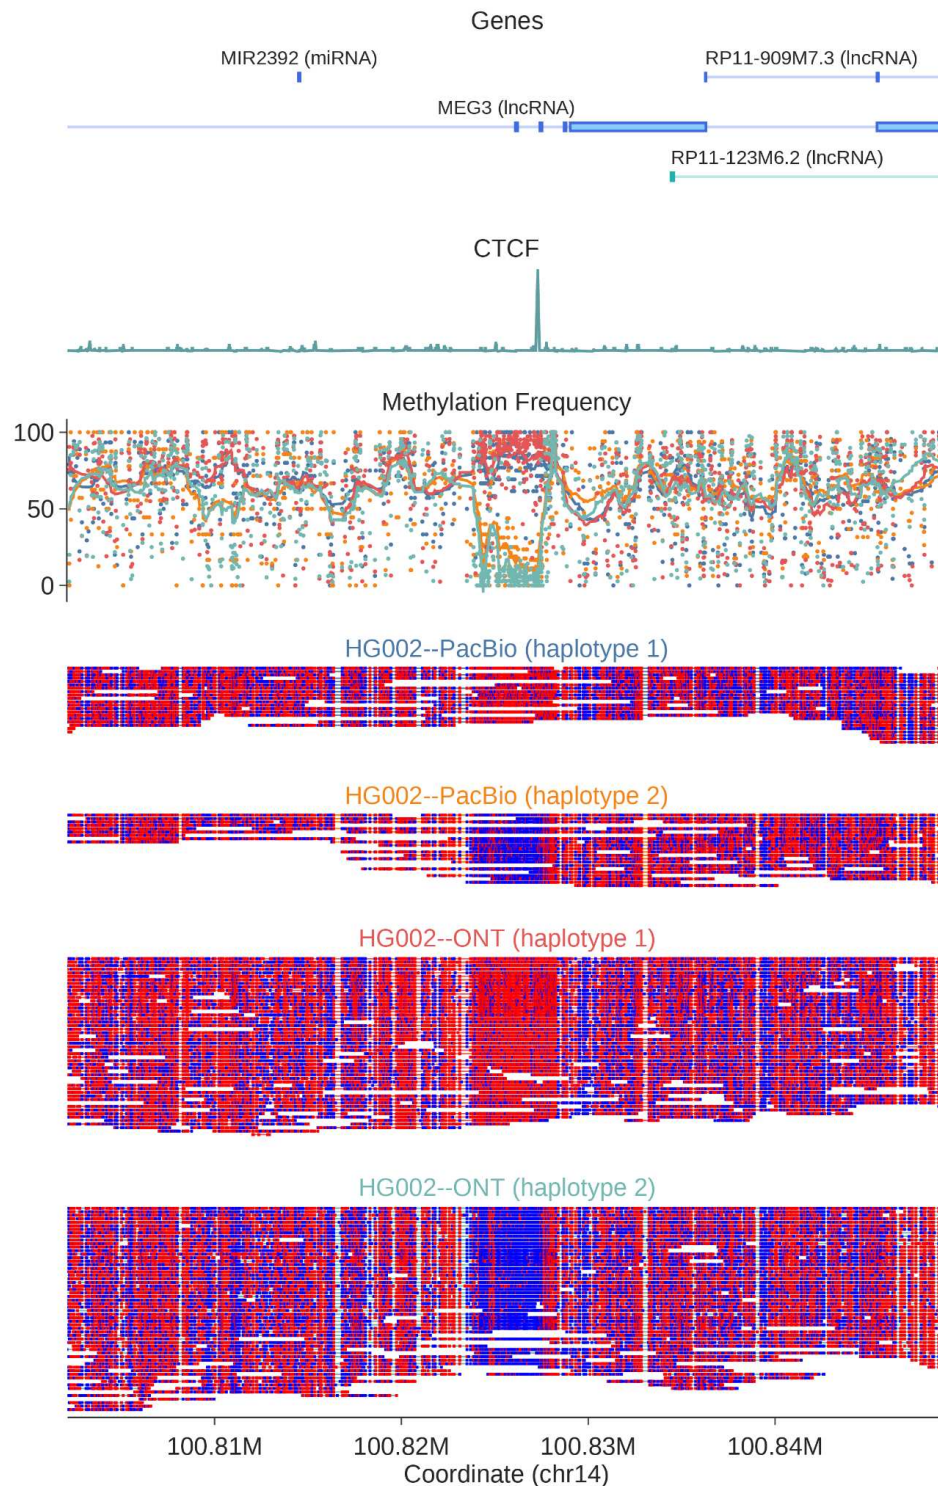 Genes
MIR2392 (miRNA)
RP11-909M7.3 (lncRNA)
MEG3 (lncRNA)
RP11-123M6.2 (lncRNA)
CTCF
Methylation Frequency
100
50
0
HG002--PacBio (haplotype 1)
HG002--PacBio (haplotype 2)
HG002--ONT (haplotype 1)
HG002--ONT (haplotype 2)
100.81M 100.82M 100.83M 100.84M
Coordinate (chr14)